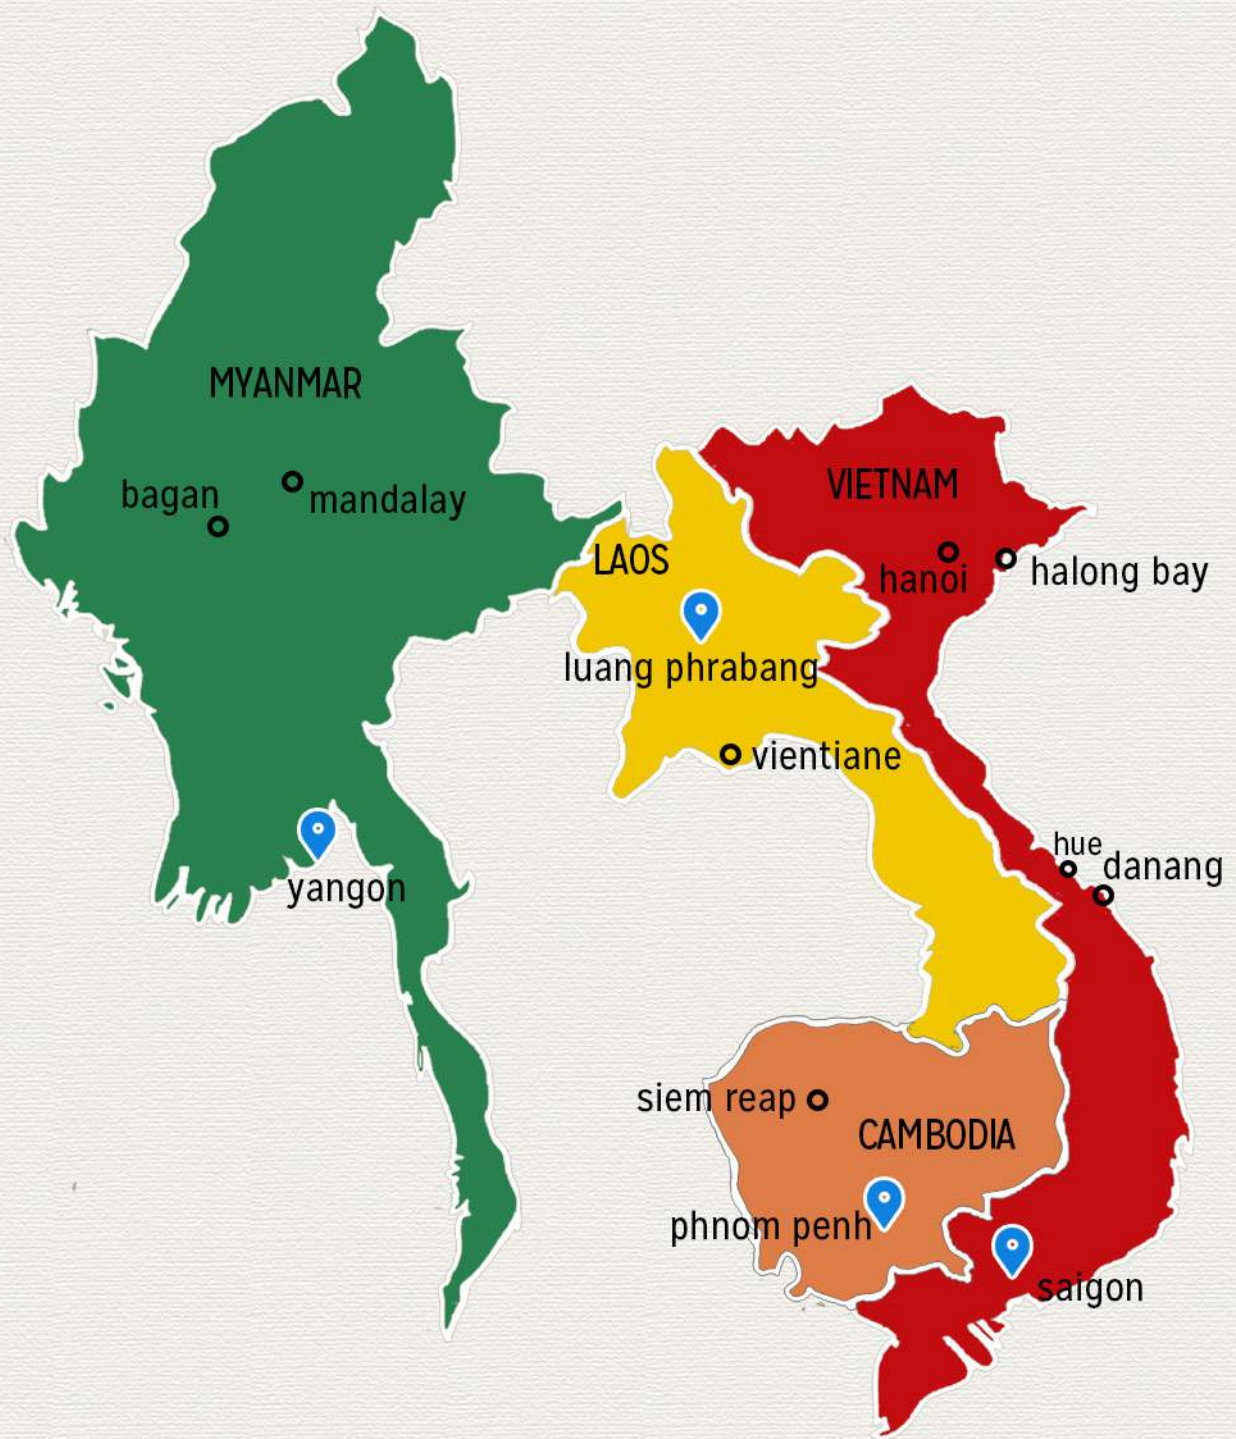 MYANMAR
bagan
mandalay
VIETNAM
hanoi
halong bay
LAOS
luang phrabang
vientiane
yangon
hue
danang
siem reap
CAMBODIA
phnom penh
saigon